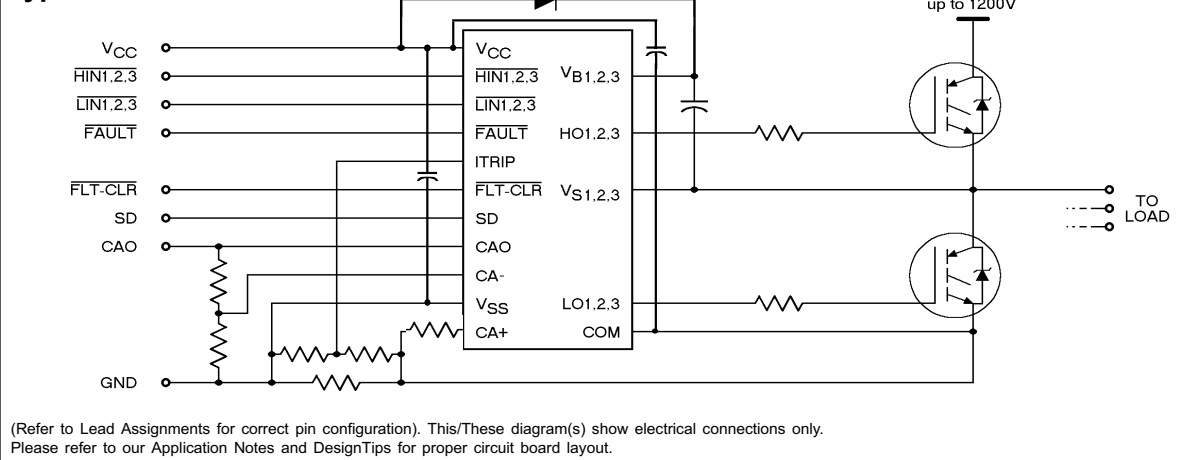 up to 1200V
VCC
HIN1,2,3
LIN1,2,3
FAULT
FLT-CLR
SD
CAO
GND
VCC
HIN1,2,3
LIN1,2,3
FAULT
ITRIP
FLT-CLR
SD
CAO
CA-
VSS
CA+
VB1,2,3
HO1,2,3
VS1,2,3
LO1,2,3
COM
TO
LOAD
(Refer to Lead Assignments for correct pin configuration). This/These diagram(s) show electrical connections only.
Please refer to our Application Notes and DesignTips for proper circuit board layout.